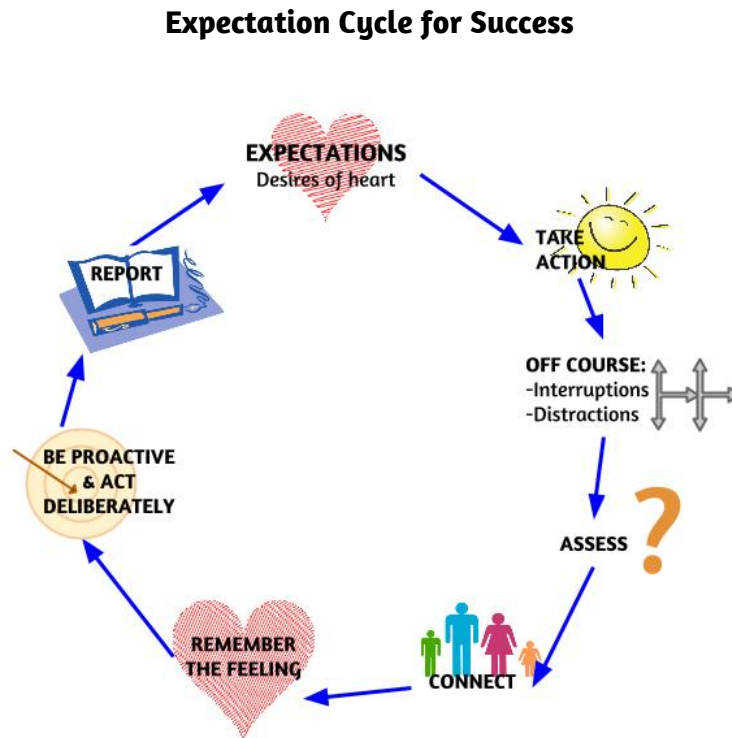 Expectation Cycle for Success
EXPECTATIONS
Desires of heart
TAKE
ACTION
OFF COURSE:
-Interruptions
-Distractions
ASSESS
?
CONNECT
REMEMBER
THE FEELING
BE PROACTIVE
& ACT
DELIBERATELY
REPORT